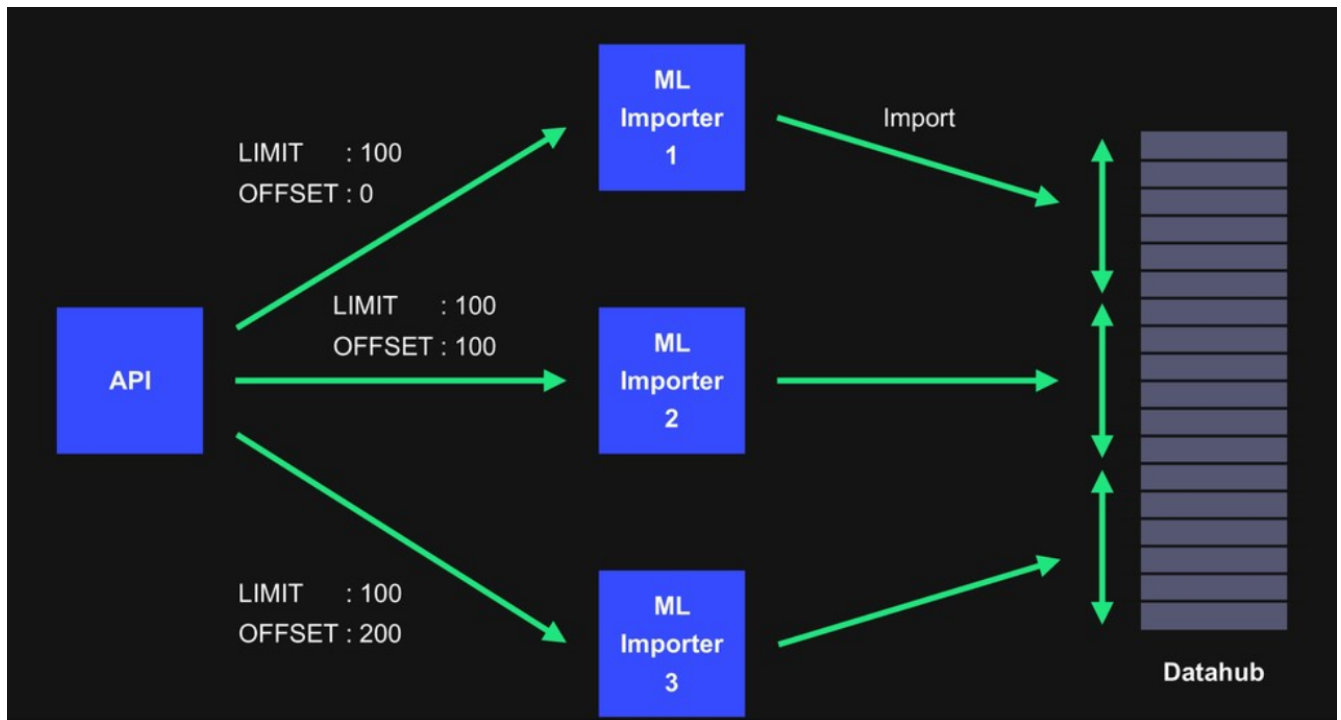 ML
Importer
1
Import
LIMIT : 100
OFFSET : 0
LIMIT : 100
OFFSET : 100
API
ML
Importer
2
LIMIT : 100
OFFSET : 200
ML
Importer
3
Datahub